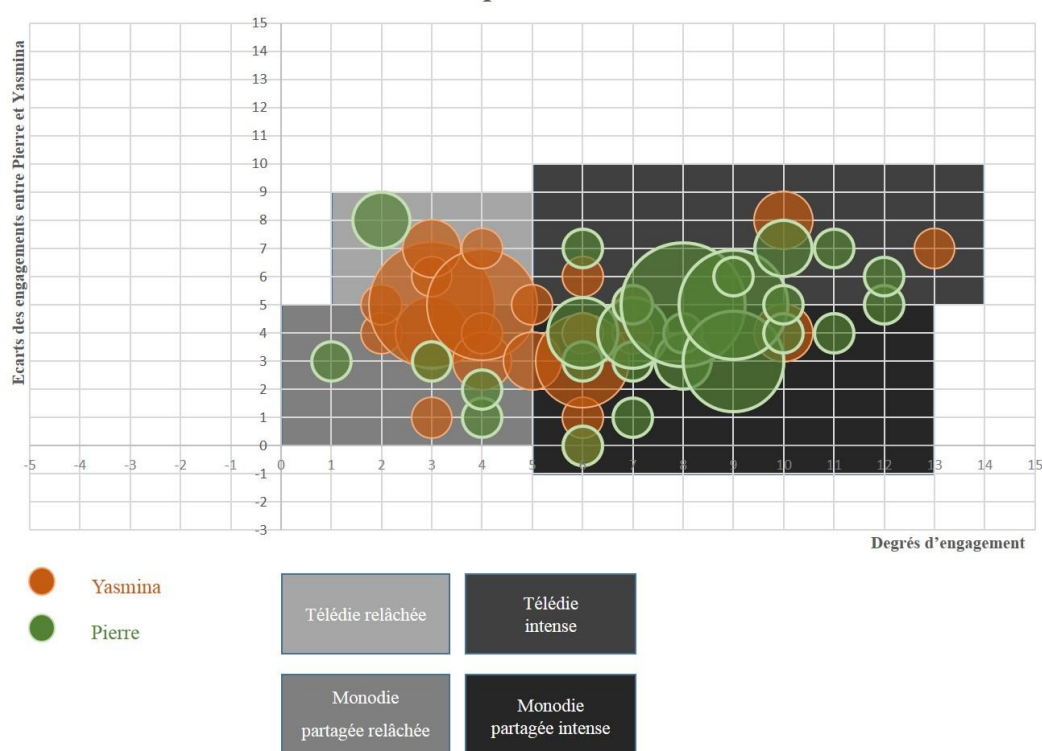 15
14
13
12
11
10
9
8
7
6
5
4
3
2
1
0
-1
-2
-3
-5 -4 -3 -2 -1 0 1 2 3 4 5 6 7 8 9 10 11 12 13 14 15
Ecarts des engagements entre Pierre et Yasmina
Degrés d’engagement
Yasmina
Pierre
Télédie relâchée
Télédie
intense
Monodie
partagée relâchée
Monodie
partagée intense